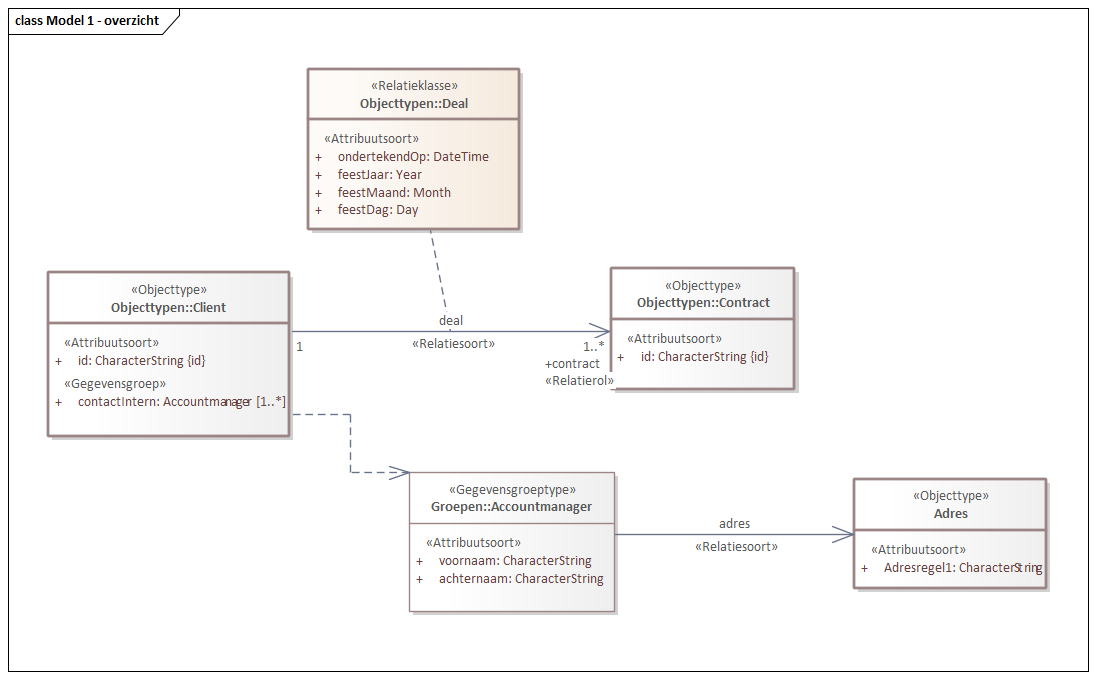 class Model 1 - overzicht
«Relatieklasse»
Objecttypen::Deal
«Attribuutsoort»
+ ondertekendOp: DateTime
+ feestJaar: Year
+ feestMaand: Month
+ feestDag: Day
«Objecttype»
Objecttypen::Client
«Attribuutsoort»
+ id: CharacterString {id}
«Gegevensgroep»
+ contactIntern: Accountmanager [1..*]
deal
«Relatiesoort»
1
1..*
+contract
«Relatierol»
«Objecttype»
Objecttypen::Contract
«Attribuutsoort»
+ id: CharacterString {id}
«Gegevensgroeptype»
Groepen::Accountmanager
«Attribuutsoort»
+ voornaam: CharacterString
+ achternaam: CharacterString
adres
«Relatiesoort»
«Objecttype»
Adres
«Attribuutsoort»
+ Adresregel1: CharacterString